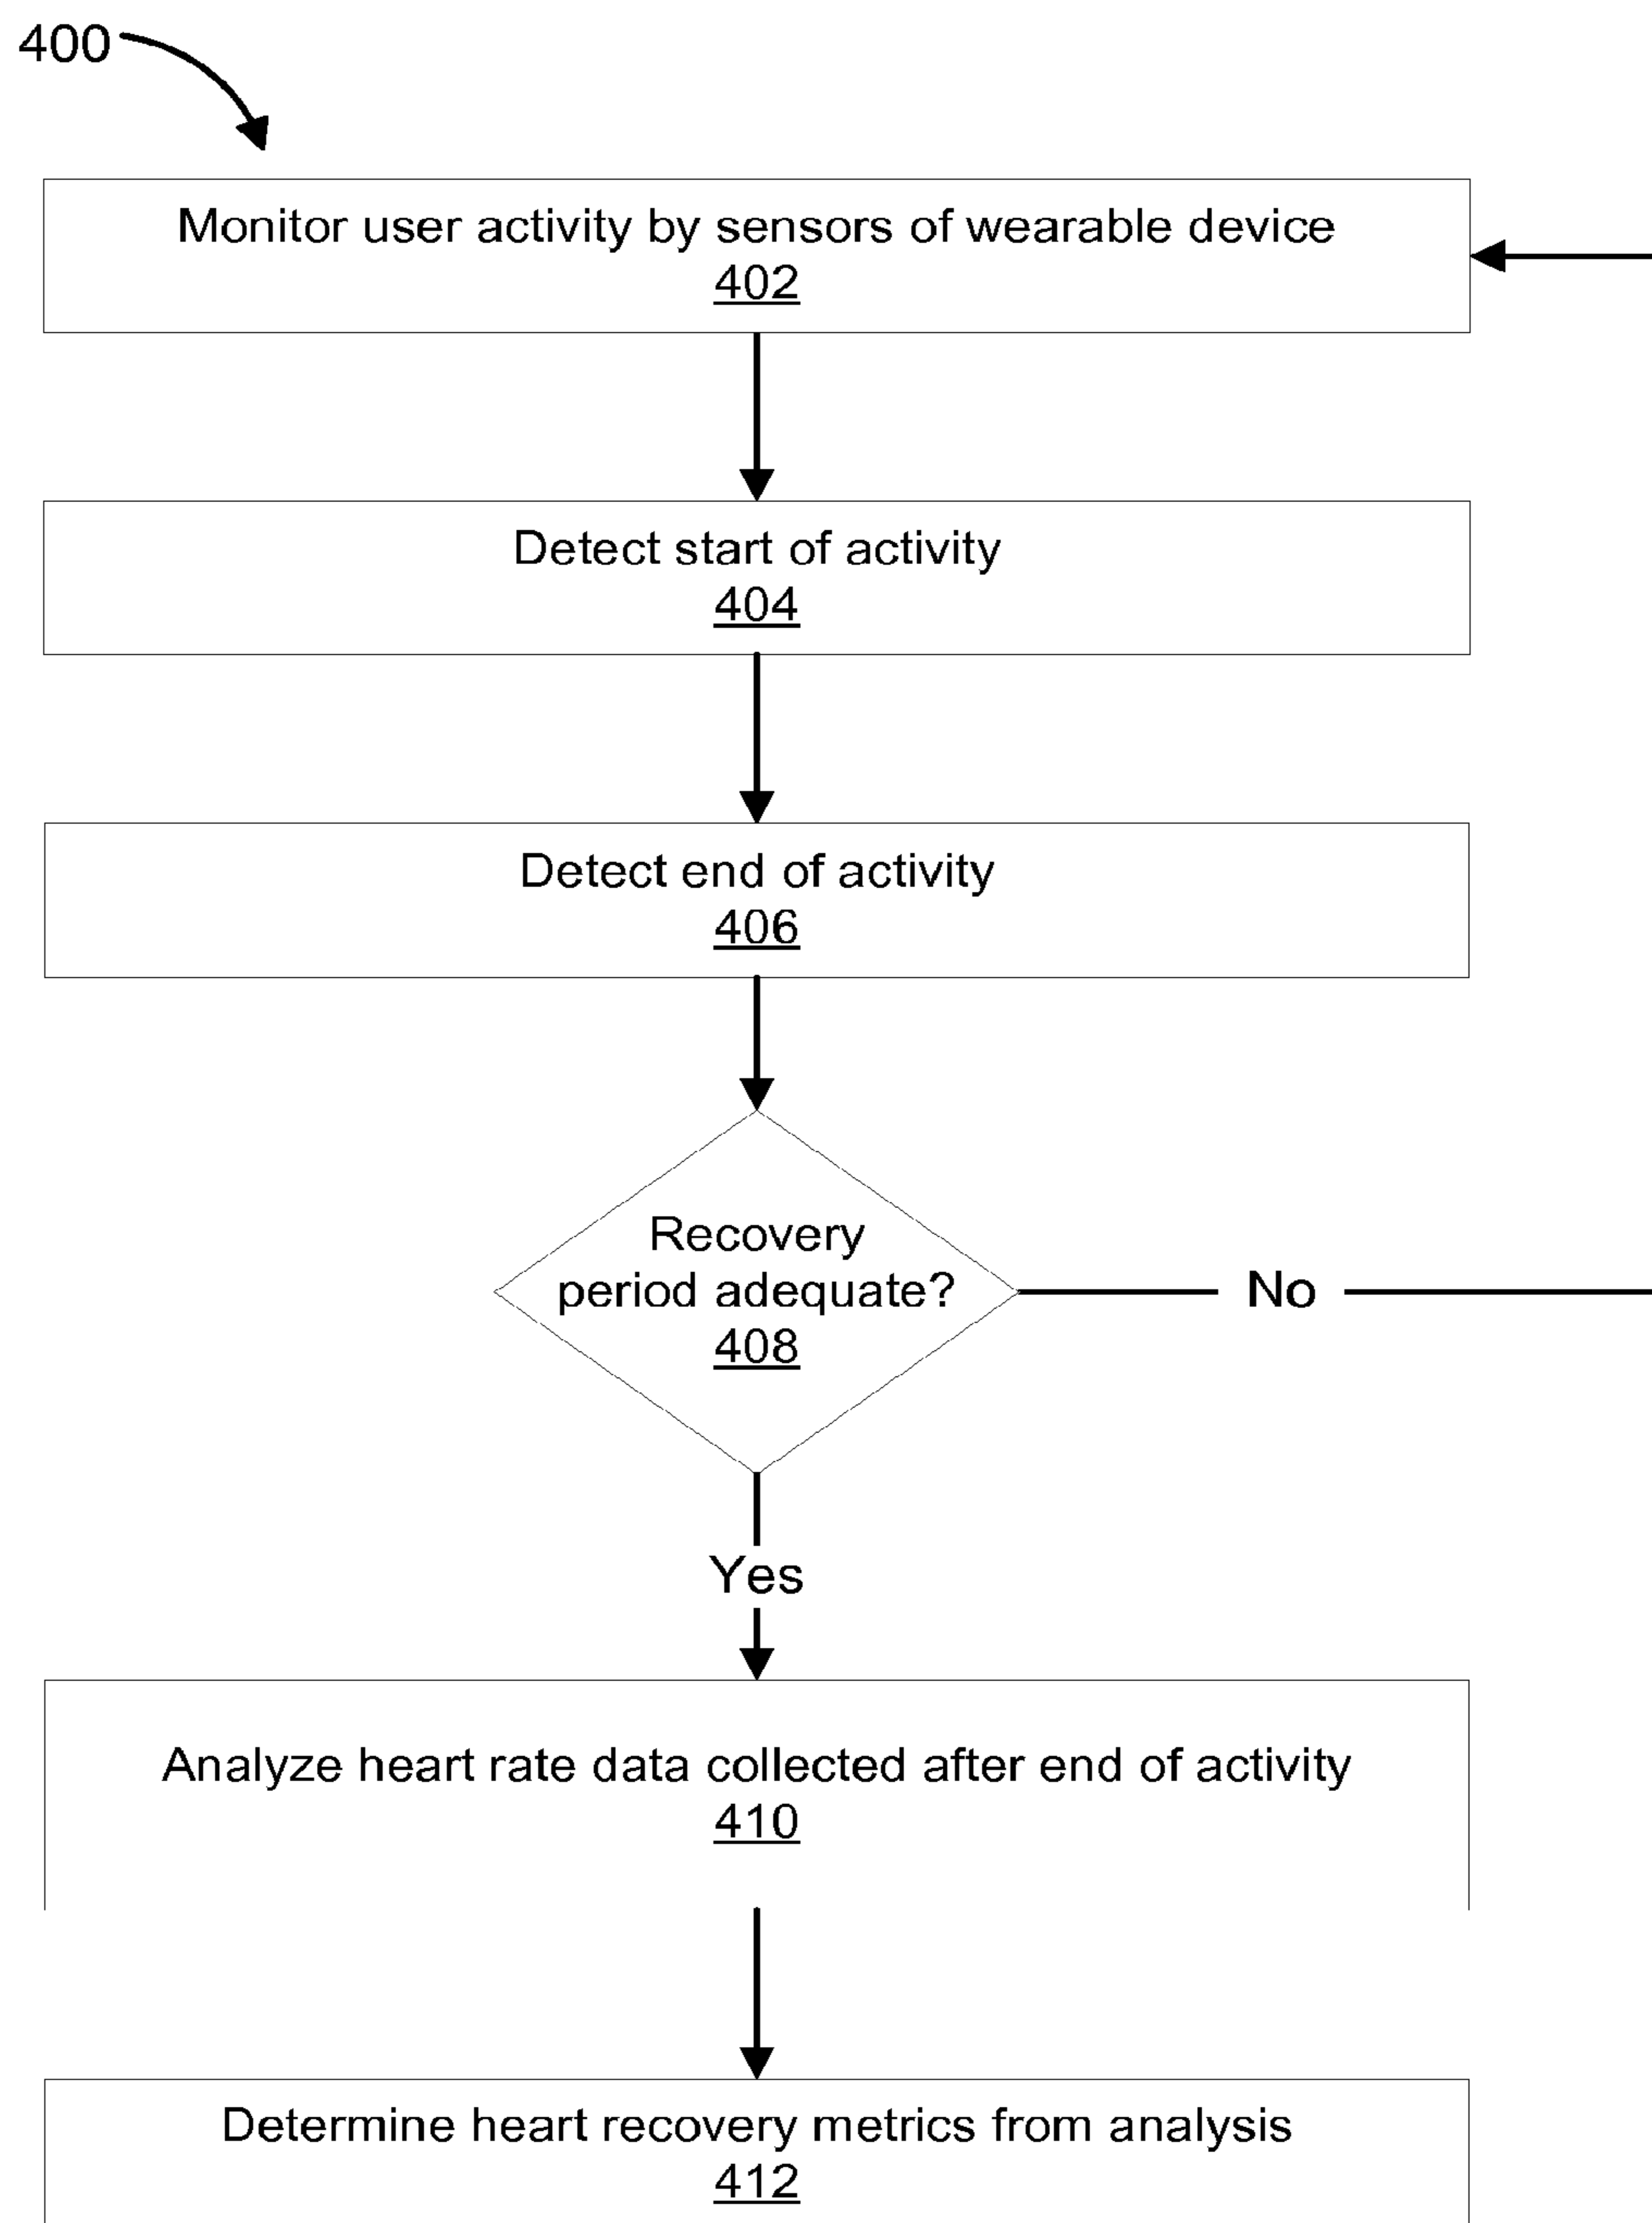 400
Monitor user activity by sensors of wearable device
402
Detect start of activity
404
Detect end of activity
406
Recovery
period adequate?
408
No
Yes
Analyze heart rate data collected after end of activity
410
Determine heart recovery metrics from analysis
412